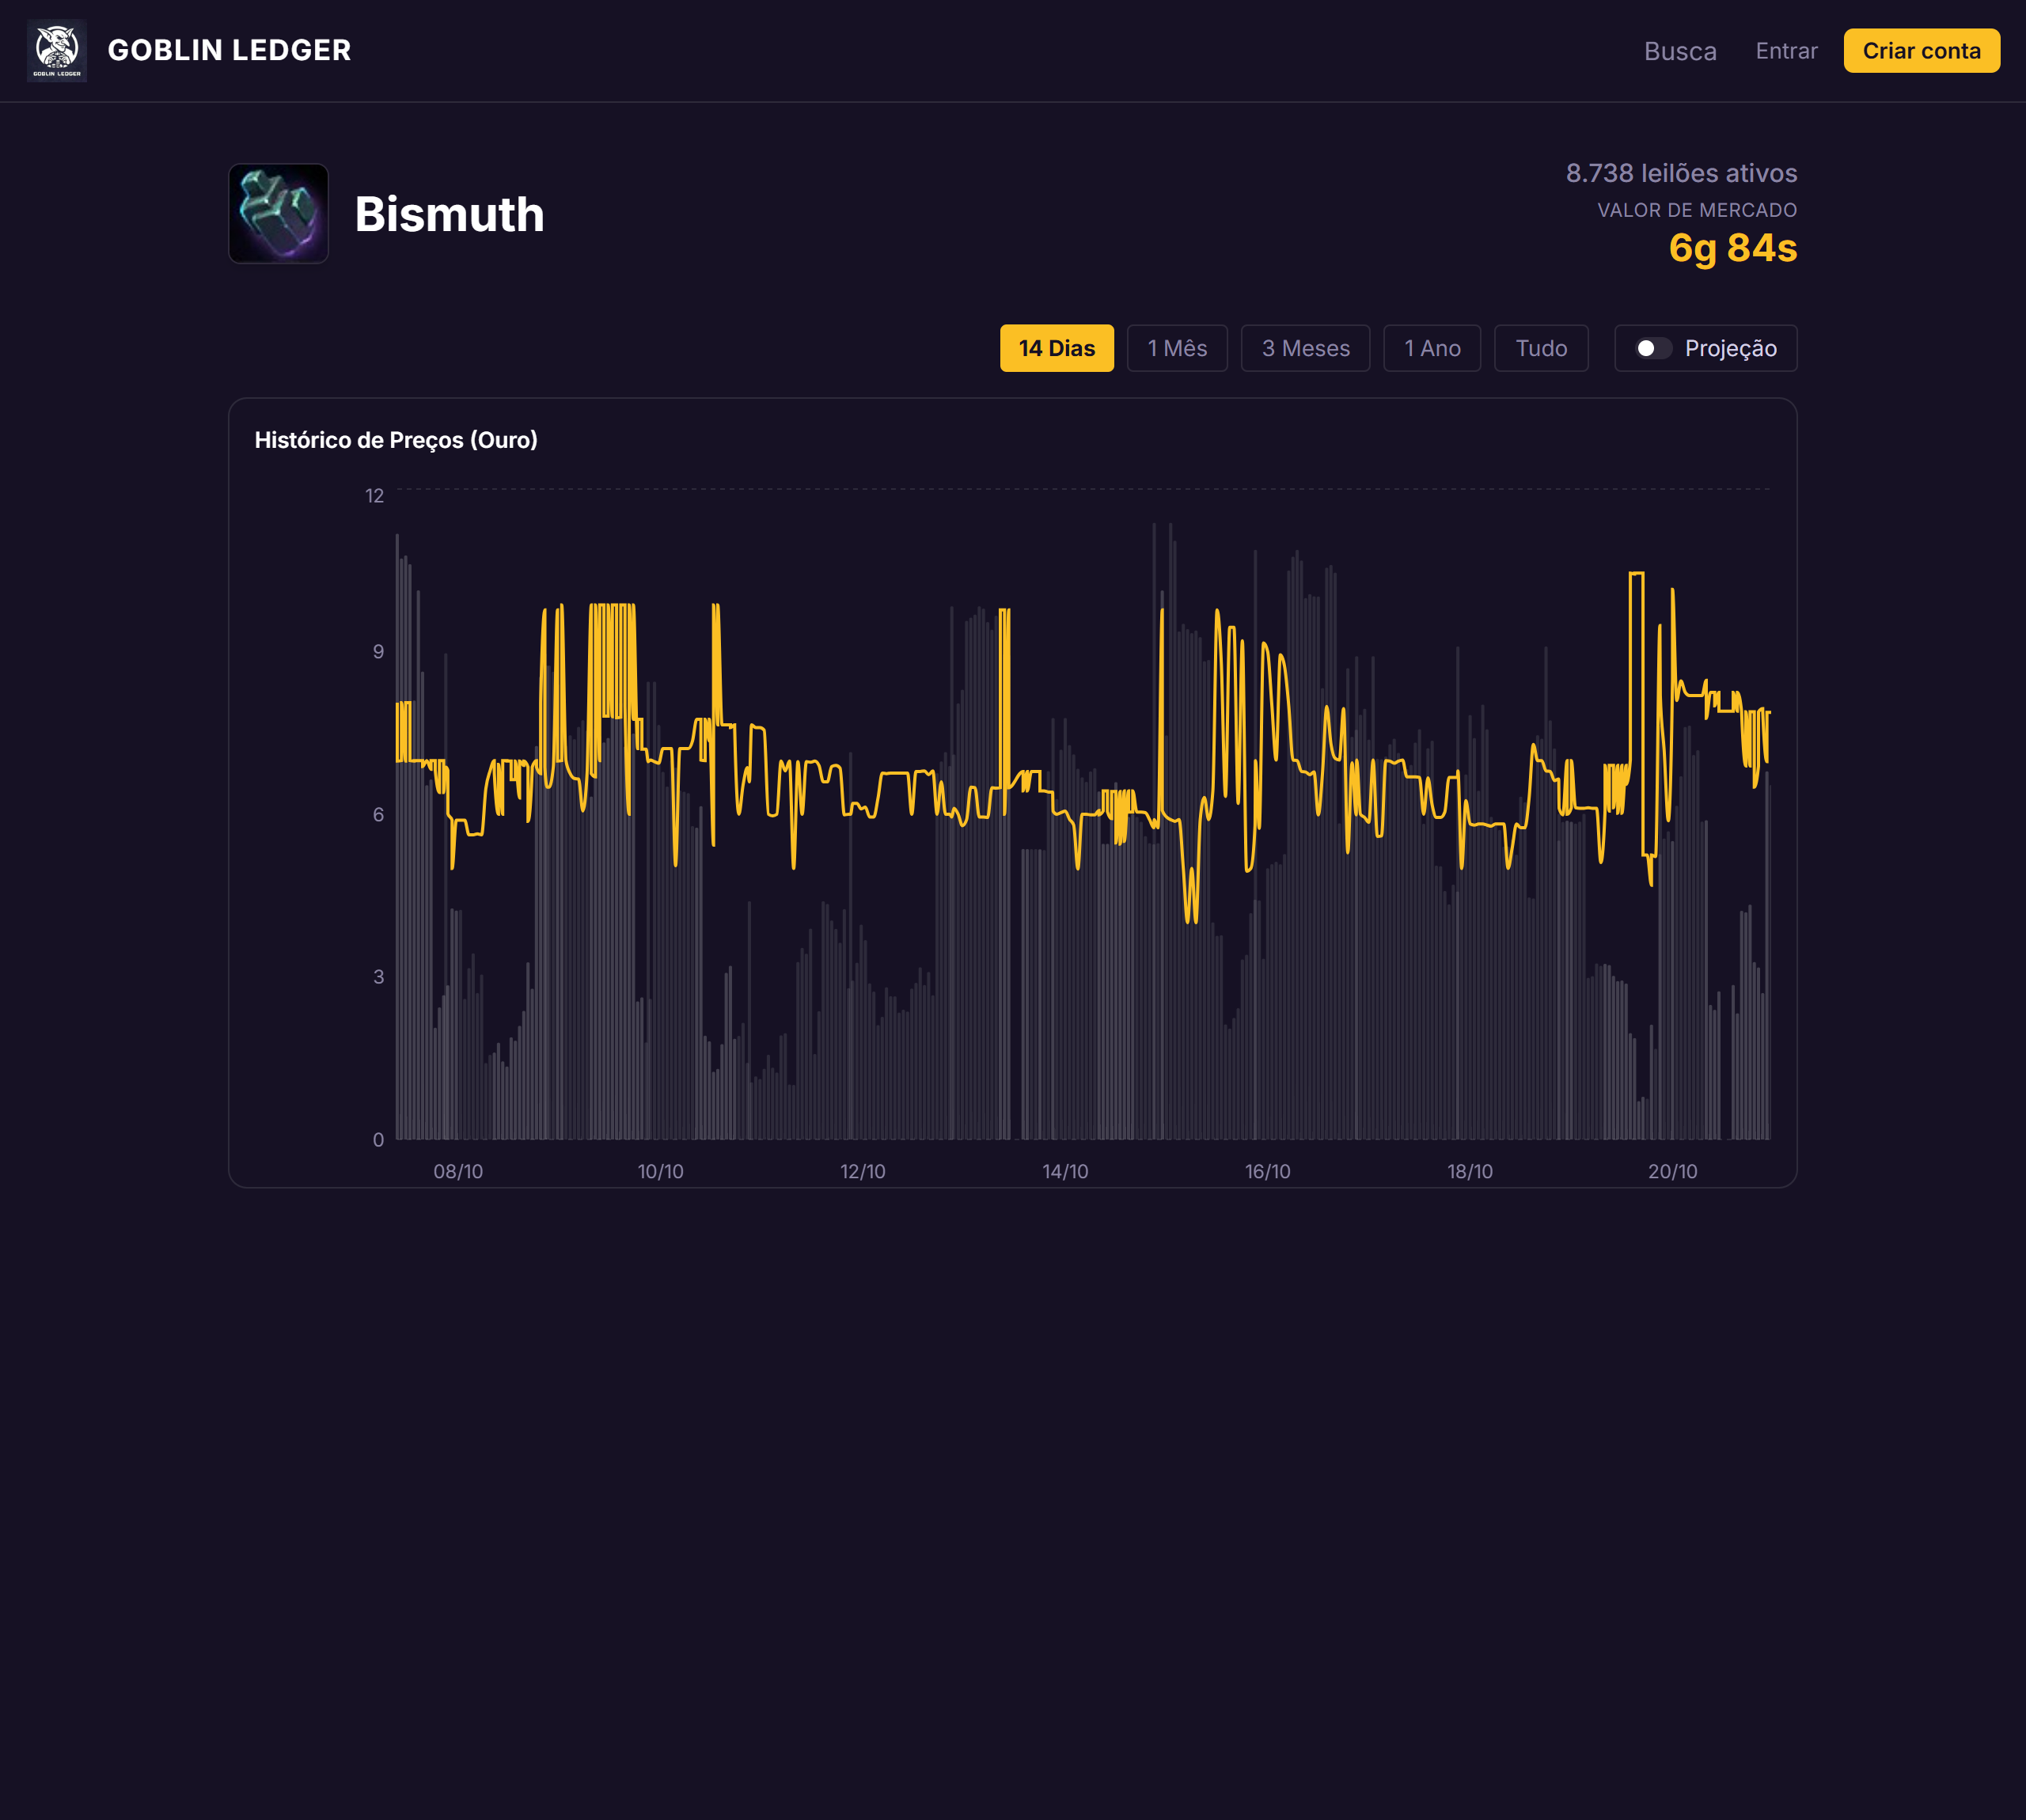 GOBLIN LEDGER
GOBLIN LEDGER
Busca
Entrar
Criar conta
Bismuth
8.738 leilões ativos
VALOR DE MERCADO
6g 84s
14 Dias
1 Mês
3 Meses
1 Ano
Tudo
Projeção
Histórico de Preços (Ouro)
12
9
6
3
0
08/10
10/10
12/10
14/10
16/10
18/10
20/10